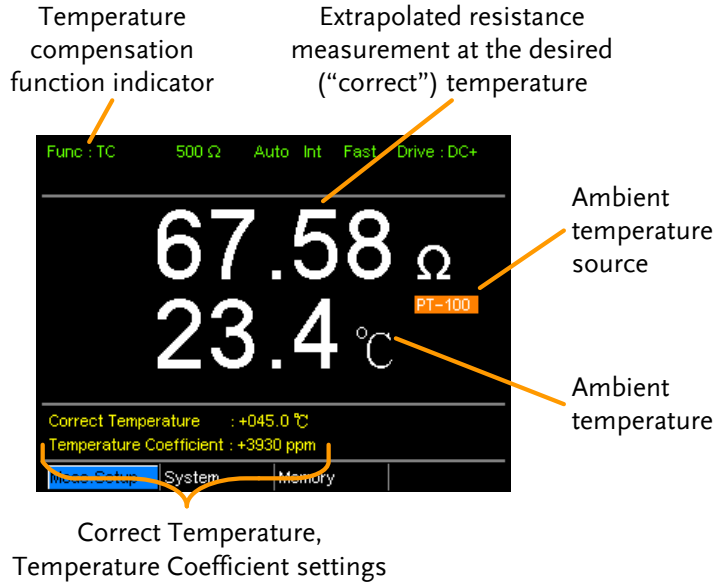 Temperature
compensation
function indicator
Extrapolated resistance
measurement at the desired
(“correct”) temperature
Func : TC 500 Ω Auto Int Fast Drive : DC+
67.58 Ω
PT-100
23.4 ℃
Correct Temperature : +045.0 ℃
Temperature Coefficient : +3930 ppm
Meas.Setup System Memory
Ambient
temperature
source
Ambient
temperature
Correct Temperature,
Temperature Coefficient settings